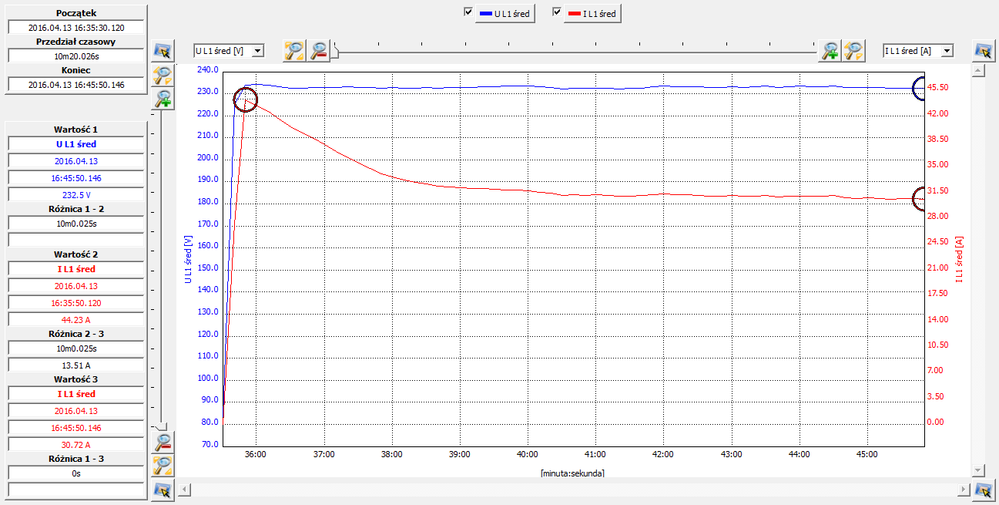 Początek
2016.04.13 16:35:30.120
Przedział czasowy
10m20.026s
Koniec
2016.04.13 16:45:50.146
Wartość 1
U L1 śred
2016.04.13
16:45:50.146
232.5 V
Różnica 1 - 2
10m0.025s
Wartość 2
I L1 śred
2016.04.13
16:35:50.120
44.23 A
Różnica 2 - 3
10m0.025s
13.51 A
Wartość 3
I L1 śred
2016.04.13
16:45:50.146
30.72 A
Różnica 1 - 3
0s
U L1 śred
I L1 śred
U L1 śred [V]
I L1 śred [A]
240.0
230.0
220.0
210.0
200.0
190.0
180.0
170.0
160.0
150.0
140.0
130.0
120.0
110.0
100.0
90.0
80.0
70.0
U L1 śred [V]
45.50
42.00
38.50
35.00
31.50
28.00
24.50
21.00
17.50
14.00
10.50
7.00
3.50
0.00
I L1 śred [A]
36:00 37:00 38:00 39:00 40:00 41:00 42:00 43:00 44:00 45:00
[minuta:sekunda]